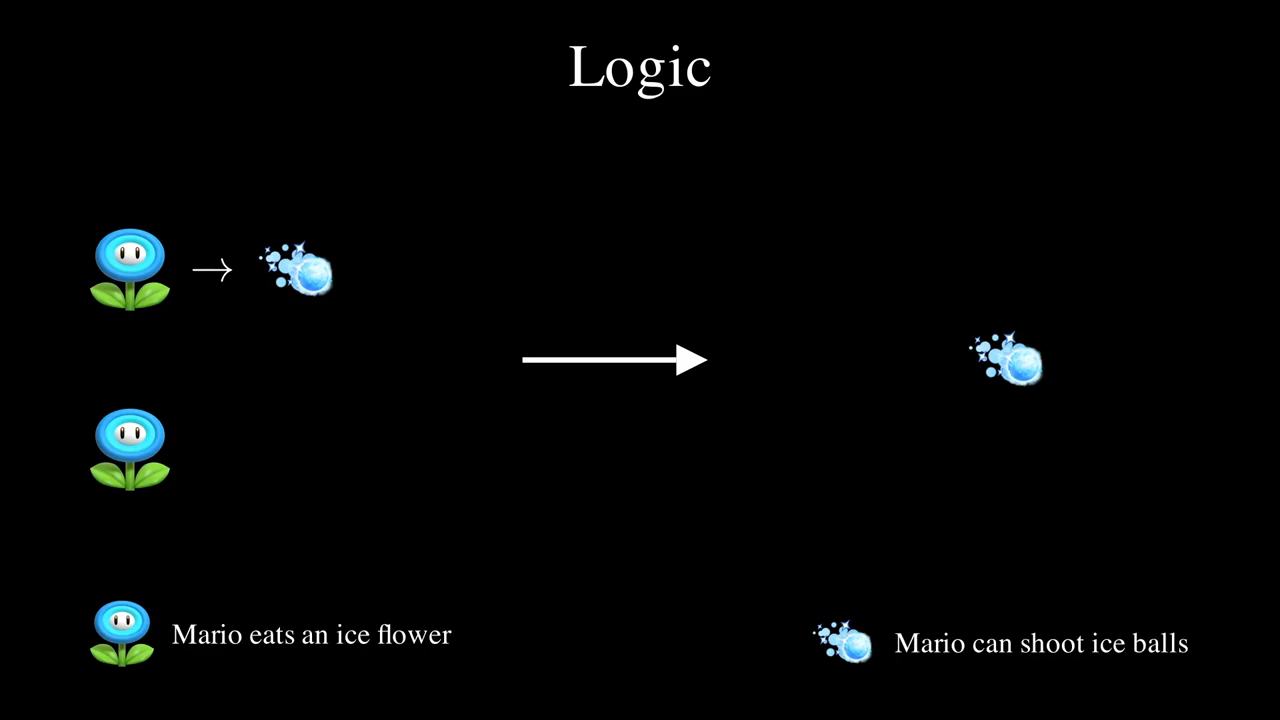 Logic
→
Mario eats an ice flower
Mario can shoot ice balls